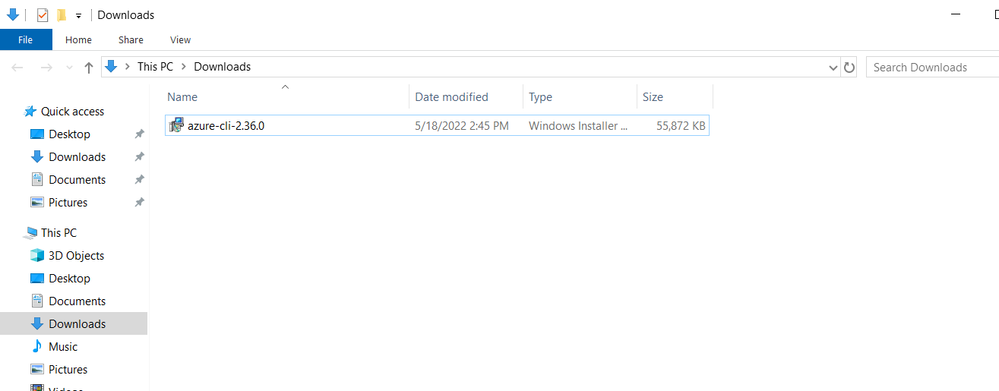 Downloads
File Home Share View
This PC Downloads Search Downloads
Name Date modified Type Size
azure-cli-2.36.0 5/18/2022 2:45 PM Windows Installer ... 55,872 KB
Quick access
Desktop
Downloads
Documents
Pictures
This PC
3D Objects
Desktop
Documents
Downloads
Music
Pictures
Videos